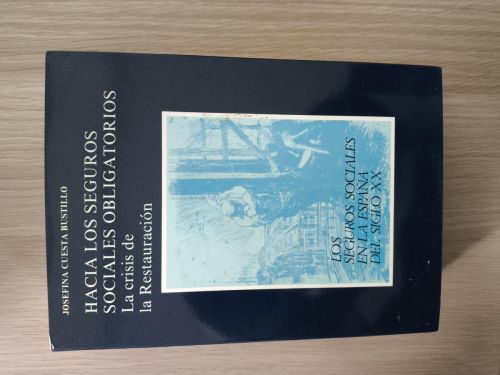 JOSEFINA CUESTA BUSTILLO
HACIA LOS SEGUROS
SOCIALES OBLIGATORIOS
La crisis de
la Restauración
LOS
SEGUROS SOCIALES
EN LA ESPAÑA
DEL SIGLO XX